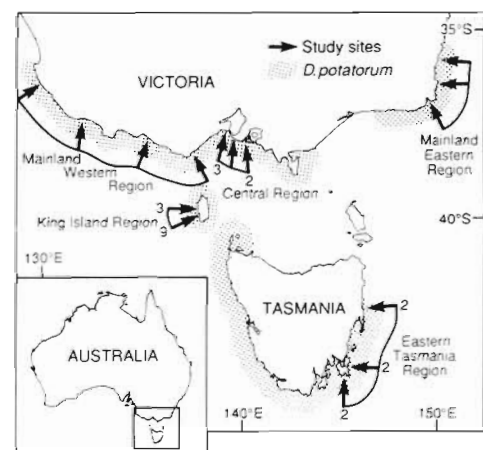 35°S
Study sites
D.potatorum
VICTORIA
Mainland
Western
Region
3
2
Central Region
Mainland
Eastern
Region
King Island Region
3
9
40°S
130°E
TASMANIA
2
Eastern
Tasmania
Region
2
2
AUSTRALIA
140°E
150°E